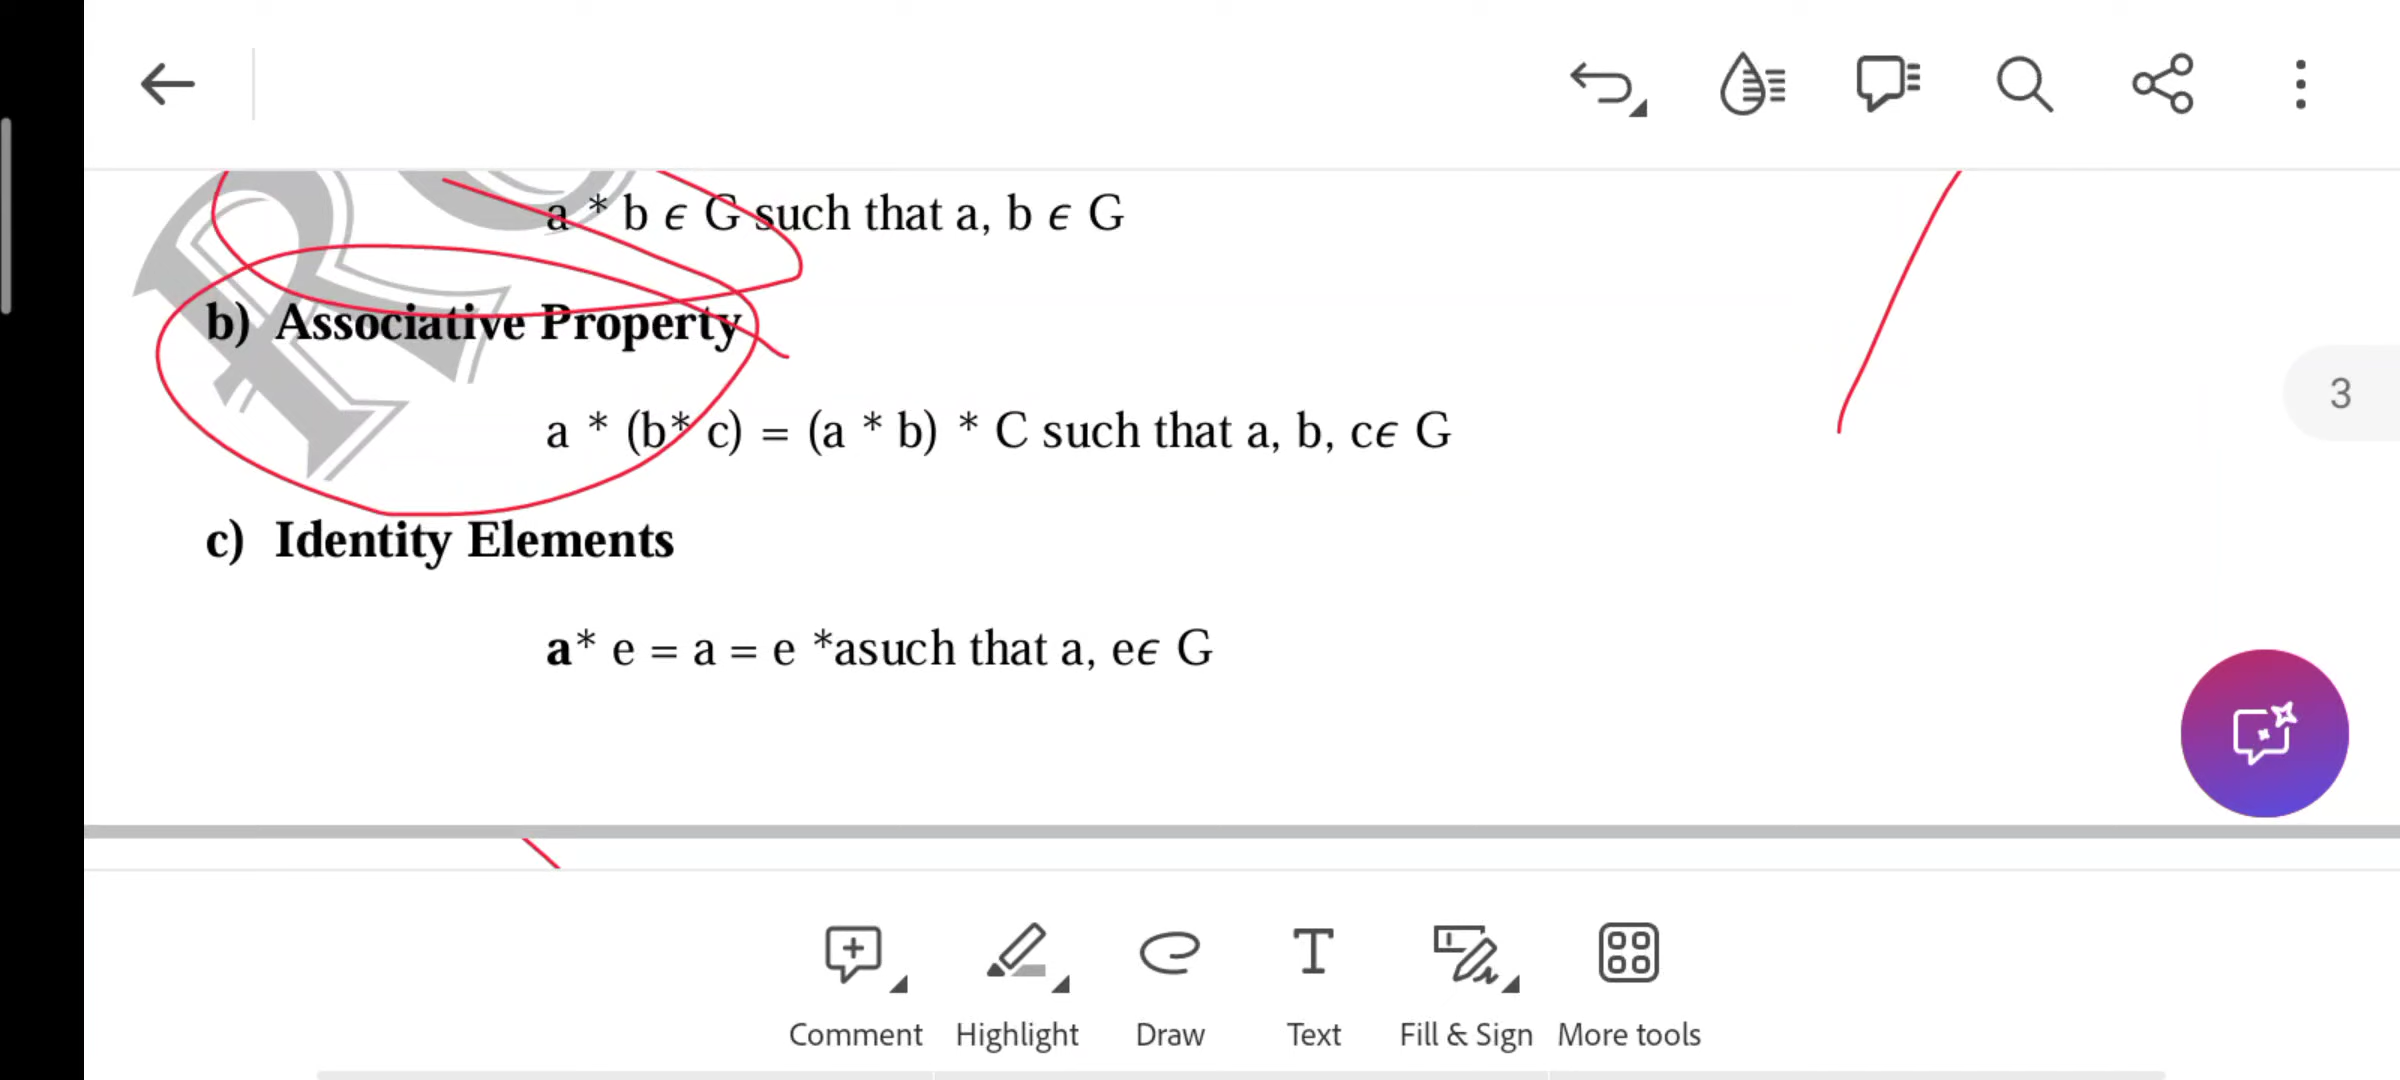 a * b ϵ G such that a, b ϵ G
b) Associative Property
3
a * (b* c) = (a * b) * C such that a, b, cϵ G
c) Identity Elements
a* e = a = e *asuch that a, eϵ G
Comment Highlight Draw Text Fill & Sign More tools